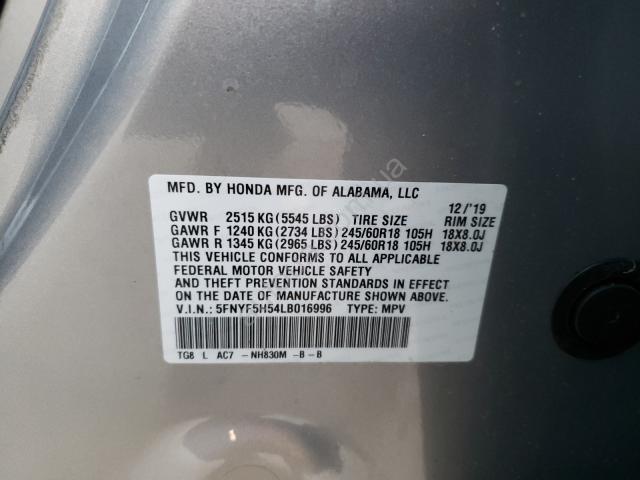 MFD. BY HONDA MFG. OF ALABAMA, LLC
12/'19
GVWR 2515 KG (5545 LBS) TIRE SIZE RIM SIZE
GAWR F 1240 KG (2734 LBS) 245/60R18 105H 18X8.0J
GAWR R 1345 KG (2965 LBS) 245/60R18 105H 18X8.0J
THIS VEHICLE CONFORMS TO ALL APPLICABLE
FEDERAL MOTOR VEHICLE SAFETY
AND THEFT PREVENTION STANDARDS IN EFFECT
ON THE DATE OF MANUFACTURE SHOWN ABOVE.
V.I.N.: 5FNYF5H54LB016996 TYPE: MPV
TG8 L AC7 -NH830M -B -B